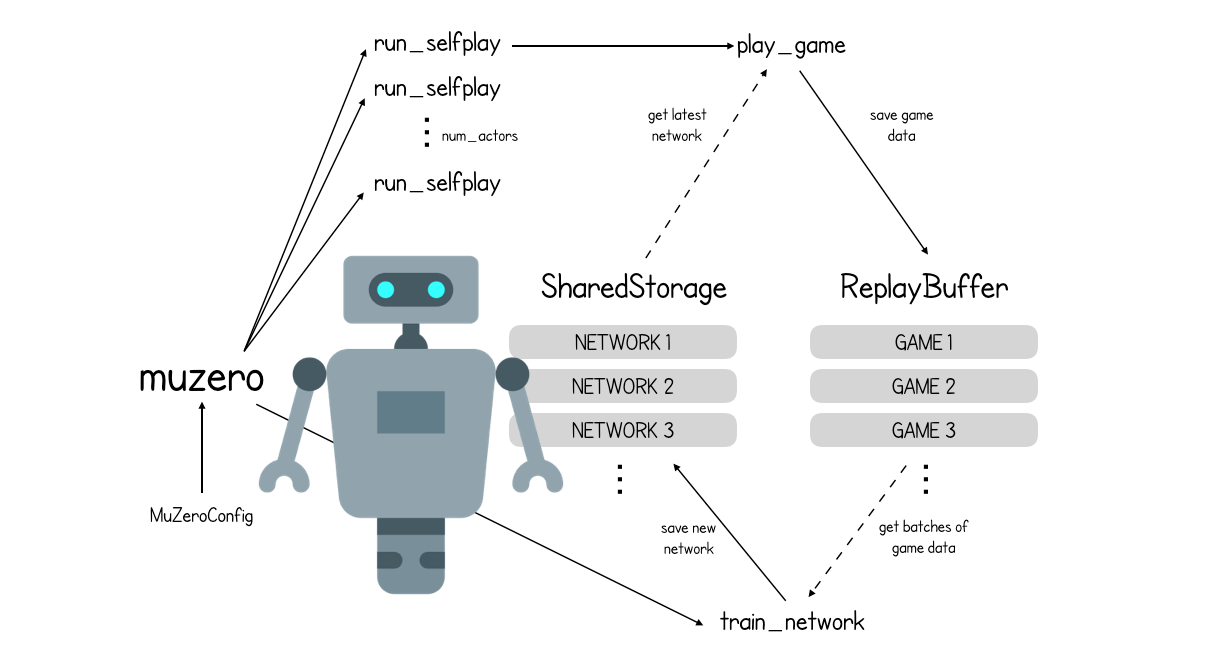 run_selfplay
play_game
run_selfplay
get latest
network
save game
data
num_actors
run_selfplay
SharedStorage
ReplayBuffer
NETWORK 1
GAME 1
muzero
NETWORK 2
GAME 2
NETWORK 3
GAME 3
MuZeroConfig
save new
network
get batches of
game data
train_network